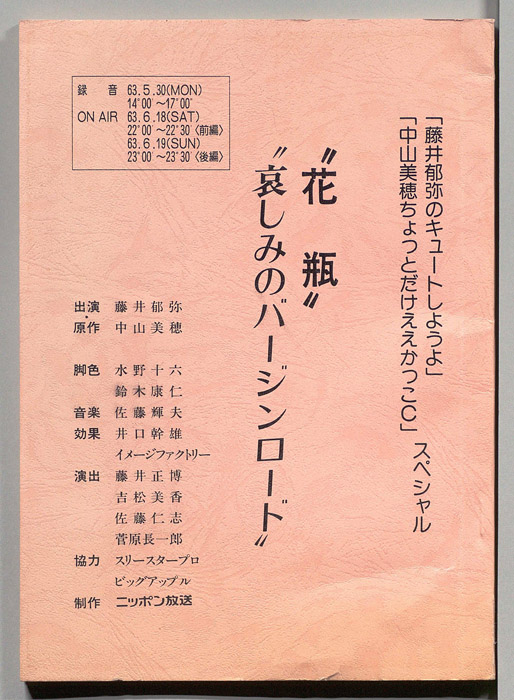 録　音　63. 5 .30(MON)
14°00′～17°00′
ON AIR　63. 6.18(SAT)
22°00′～22°30′〈前編〉
63. 6.19(SUN)
23°00′～23°30′〈後編〉
「藤井郁弥のキュートしようよ」
「中山美穂ちょっとだけええかっこC」スペシャル
〝花瓶〟
〝哀しみのバージンロード〟
出演　藤井郁弥
・
原作　中山美穂
脚色　水野十六
鈴木康仁
音楽　佐藤輝夫
効果　井口幹雄
イメージファクトリー
演出　藤井正博
吉松美香
佐藤仁志
菅原長一郎
協力　スリースタープロ
ビッグアップル
制作　ニッポン放送